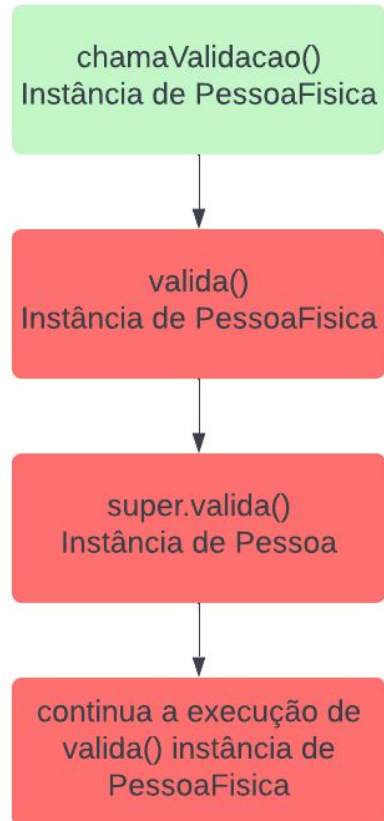 chamaValidacao()
Instância de PessoaFisica
valida()
Instância de PessoaFisica
super.valida()
Instância de Pessoa
continua a execução de
valida() instância de
PessoaFisica